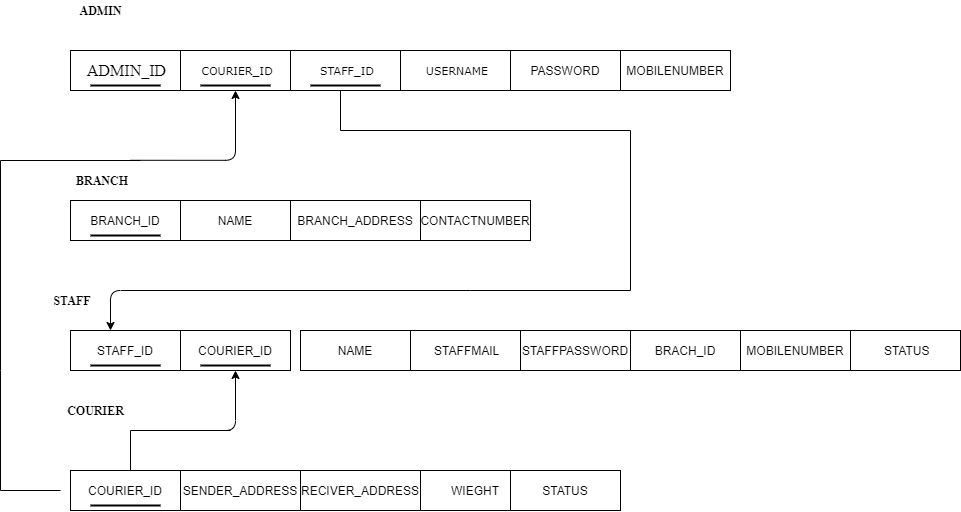 ADMIN
ADMIN_ID COURIER_ID STAFF_ID USERNAME PASSWORD MOBILENUMBER
BRANCH
BRANCH_ID NAME BRANCH_ADDRESS CONTACTNUMBER
STAFF
STAFF_ID COURIER_ID NAME STAFFMAIL STAFFPASSWORD BRACH_ID MOBILENUMBER STATUS
COURIER
COURIER_ID SENDER_ADDRESS RECIVER_ADDRESS WIEGHT STATUS